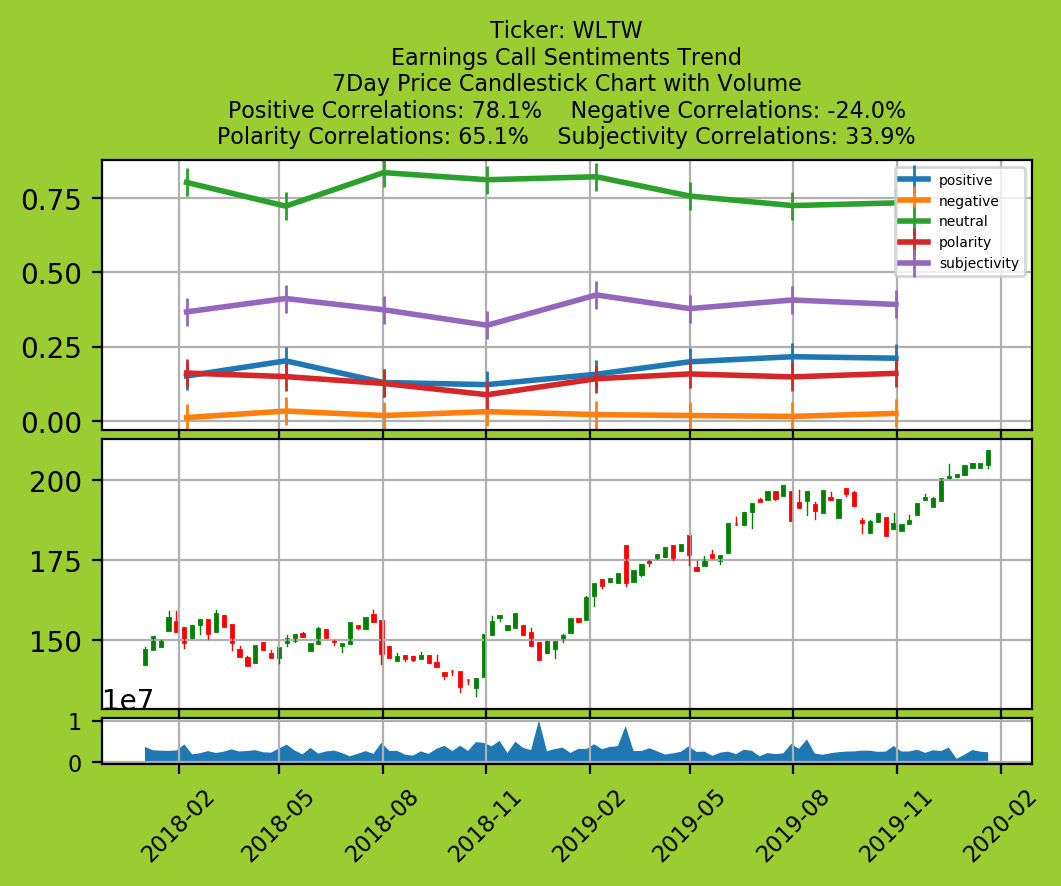 Ticker: WLTW
Earnings Call Sentiments Trend
7Day Price Candlestick Chart with Volume
Positive Correlations: 78.1%    Negative Correlations: -24.0%
Polarity Correlations: 65.1%    Subjectivity Correlations: 33.9%
0.75
0.50
0.25
0.00
positive
negative
neutral
polarity
subjectivity
200
175
150
1e7
1
0
2018-02
2018-05
2018-08
2018-11
2019-02
2019-05
2019-08
2019-11
2020-02